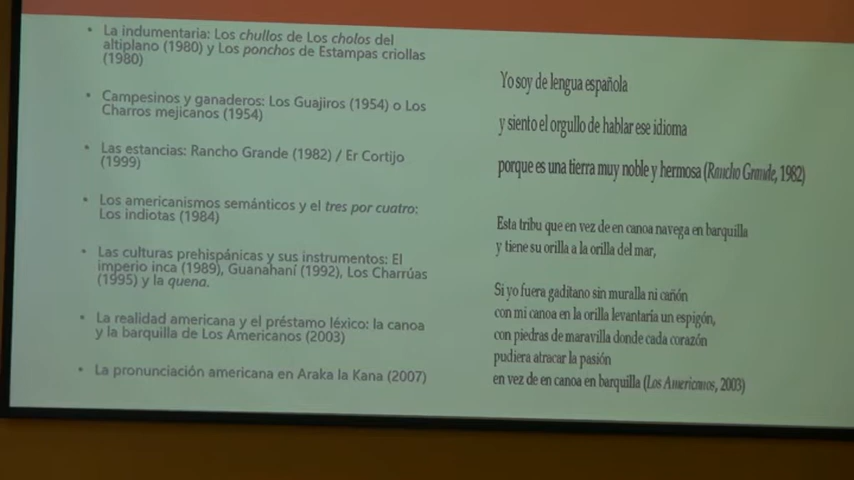 • La indumentaria: Los chullos de Los cholos del
altiplano (1980) y Los ponchos de Estampas criollas
(1980)
• Campesinos y ganaderos: Los Guajiros (1954) o Los
Charros mejicanos (1954)
• Las estancias: Rancho Grande (1982) / Er Cortijo
(1999)
• Los americanismos semánticos y el tres por cuatro:
Los indiotas (1984)
• Las culturas prehispánicas y sus instrumentos: El
imperio inca (1989), Guanahaní (1992), Los Charrúas
(1995) y la quena.
• La realidad americana y el préstamo léxico: la canoa
y la barquilla de Los Americanos (2003)
• La pronunciación americana en Araka la Kana (2007)
Yo soy de lengua española
y siento el orgullo de hablar ese idioma
porque es una tierra muy noble y hermosa (Rancho Grande, 1982)
Esta tribu que en vez de en canoa navega en barquilla
y tiene su orilla a la orilla del mar,
Si yo fuera gaditano sin muralla ni cañón
con mi canoa en la orilla levantaría un espigón,
con piedras de maravilla donde cada corazón
pudiera atracar la pasión
en vez de en canoa en barquilla (Los Americanos, 2003)